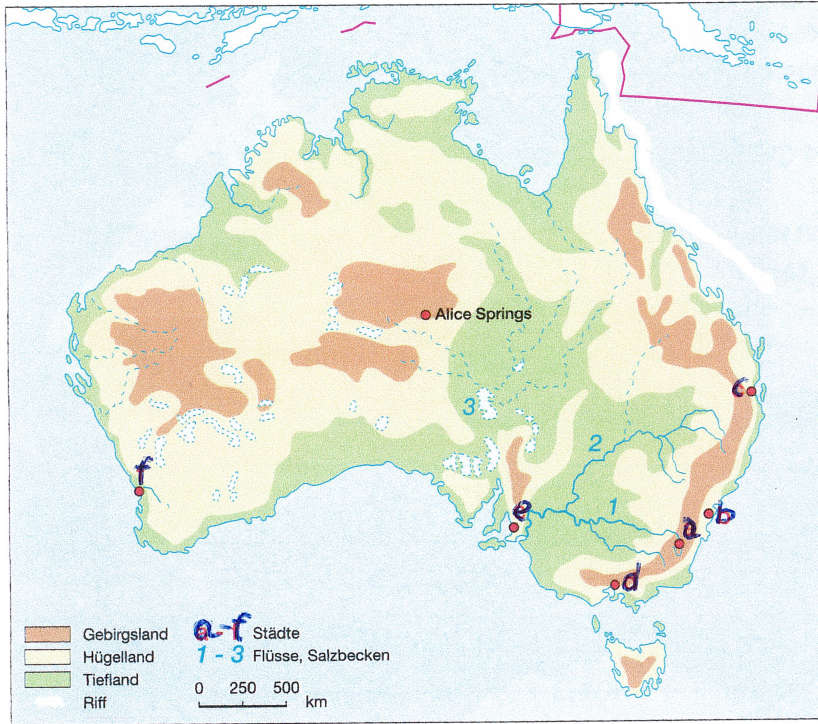 Alice Springs
3
c
2
f
1
e
b
a
d
Gebirgsland
a-f Städte
Hügelland
1 - 3 Flüsse, Salzbecken
Tiefland
0 250 500
Riff
km